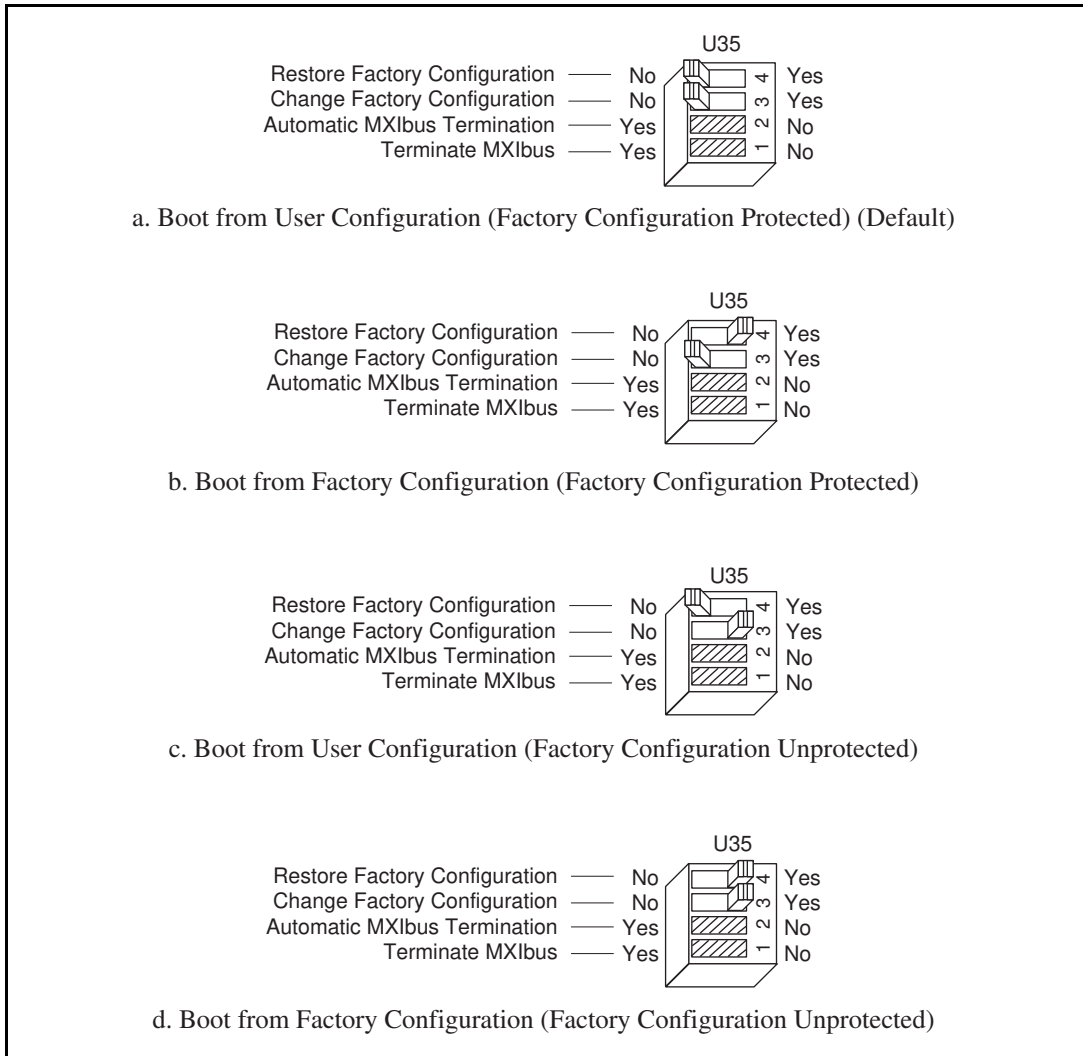 U35
Restore Factory Configuration No 4 Yes
Change Factory Configuration No 3 Yes
Automatic MXIbus Termination Yes 2 No
Terminate MXIbus Yes 1 No
a. Boot from User Configuration (Factory Configuration Protected) (Default)
U35
Restore Factory Configuration No 4 Yes
Change Factory Configuration No 3 Yes
Automatic MXIbus Termination Yes 2 No
Terminate MXIbus Yes 1 No
b. Boot from Factory Configuration (Factory Configuration Protected)
U35
Restore Factory Configuration No 4 Yes
Change Factory Configuration No 3 Yes
Automatic MXIbus Termination Yes 2 No
Terminate MXIbus Yes 1 No
c. Boot from User Configuration (Factory Configuration Unprotected)
U35
Restore Factory Configuration No 4 Yes
Change Factory Configuration No 3 Yes
Automatic MXIbus Termination Yes 2 No
Terminate MXIbus Yes 1 No
d. Boot from Factory Configuration (Factory Configuration Unprotected)